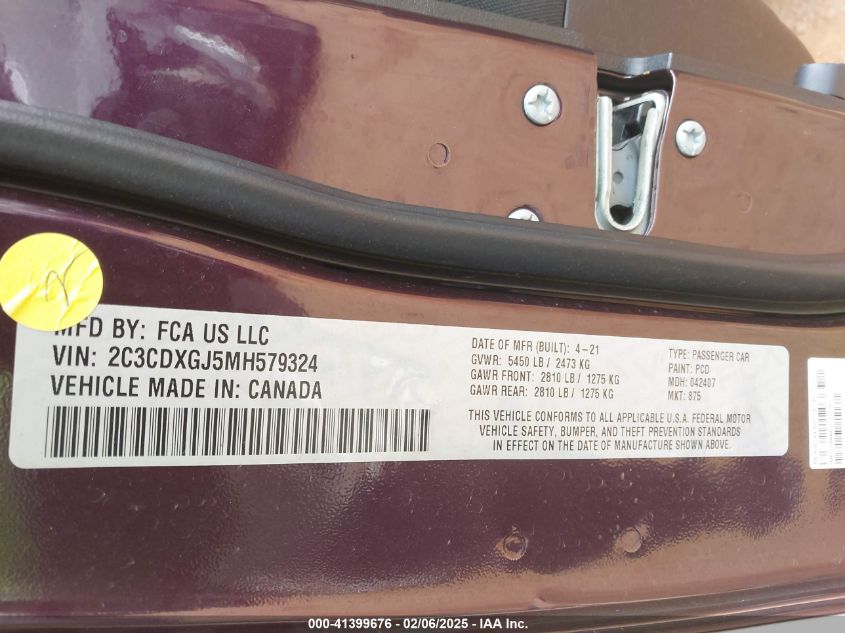 MFD BY: FCA US LLC
VIN: 2C3CDXGJ5MH579324
VEHICLE MADE IN: CANADA
DATE OF MFR (BUILT): 4-21
GVWR: 5450 LB / 2473 KG
GAWR FRONT: 2810 LB / 1275 KG
GAWR REAR: 2810 LB / 1275 KG
TYPE: PASSENGER CAR
PAINT: PCD
MDH: 042407
MKT: 875
THIS VEHICLE CONFORMS TO ALL APPLICABLE U.S.A. FEDERAL MOTOR
VEHICLE SAFETY, BUMPER, AND THEFT PREVENTION STANDARDS
IN EFFECT ON THE DATE OF MANUFACTURE SHOWN ABOVE.
000-41399676 - 02/06/2025 - IAA Inc.